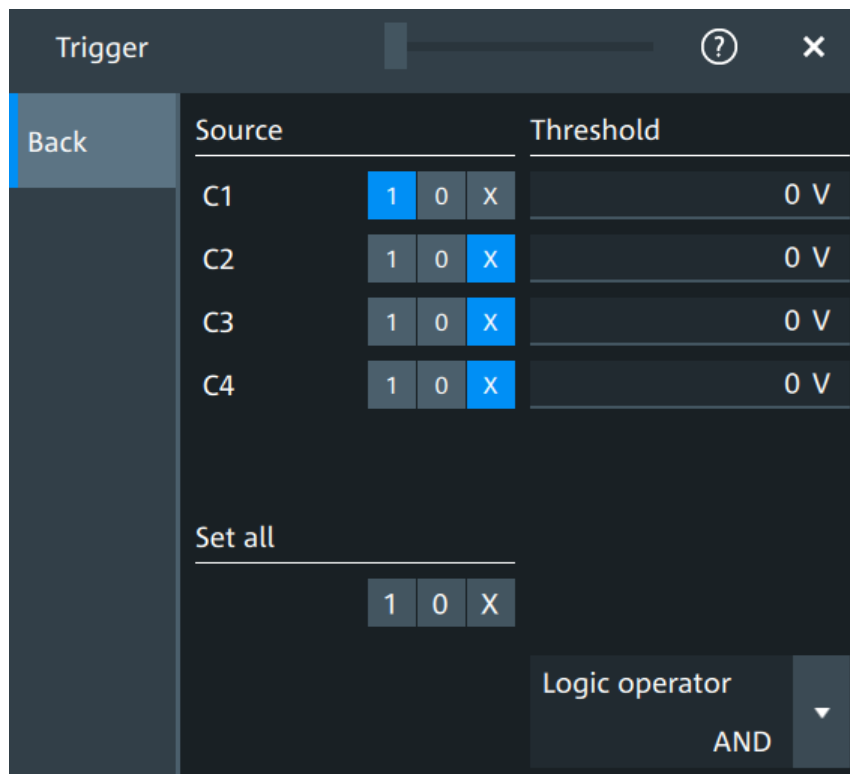 Trigger ? ×
Back Source Threshold
C1 1 0 X 0 V
C2 1 0 X 0 V
C3 1 0 X 0 V
C4 1 0 X 0 V
Set all
1 0 X
Logic operator
AND